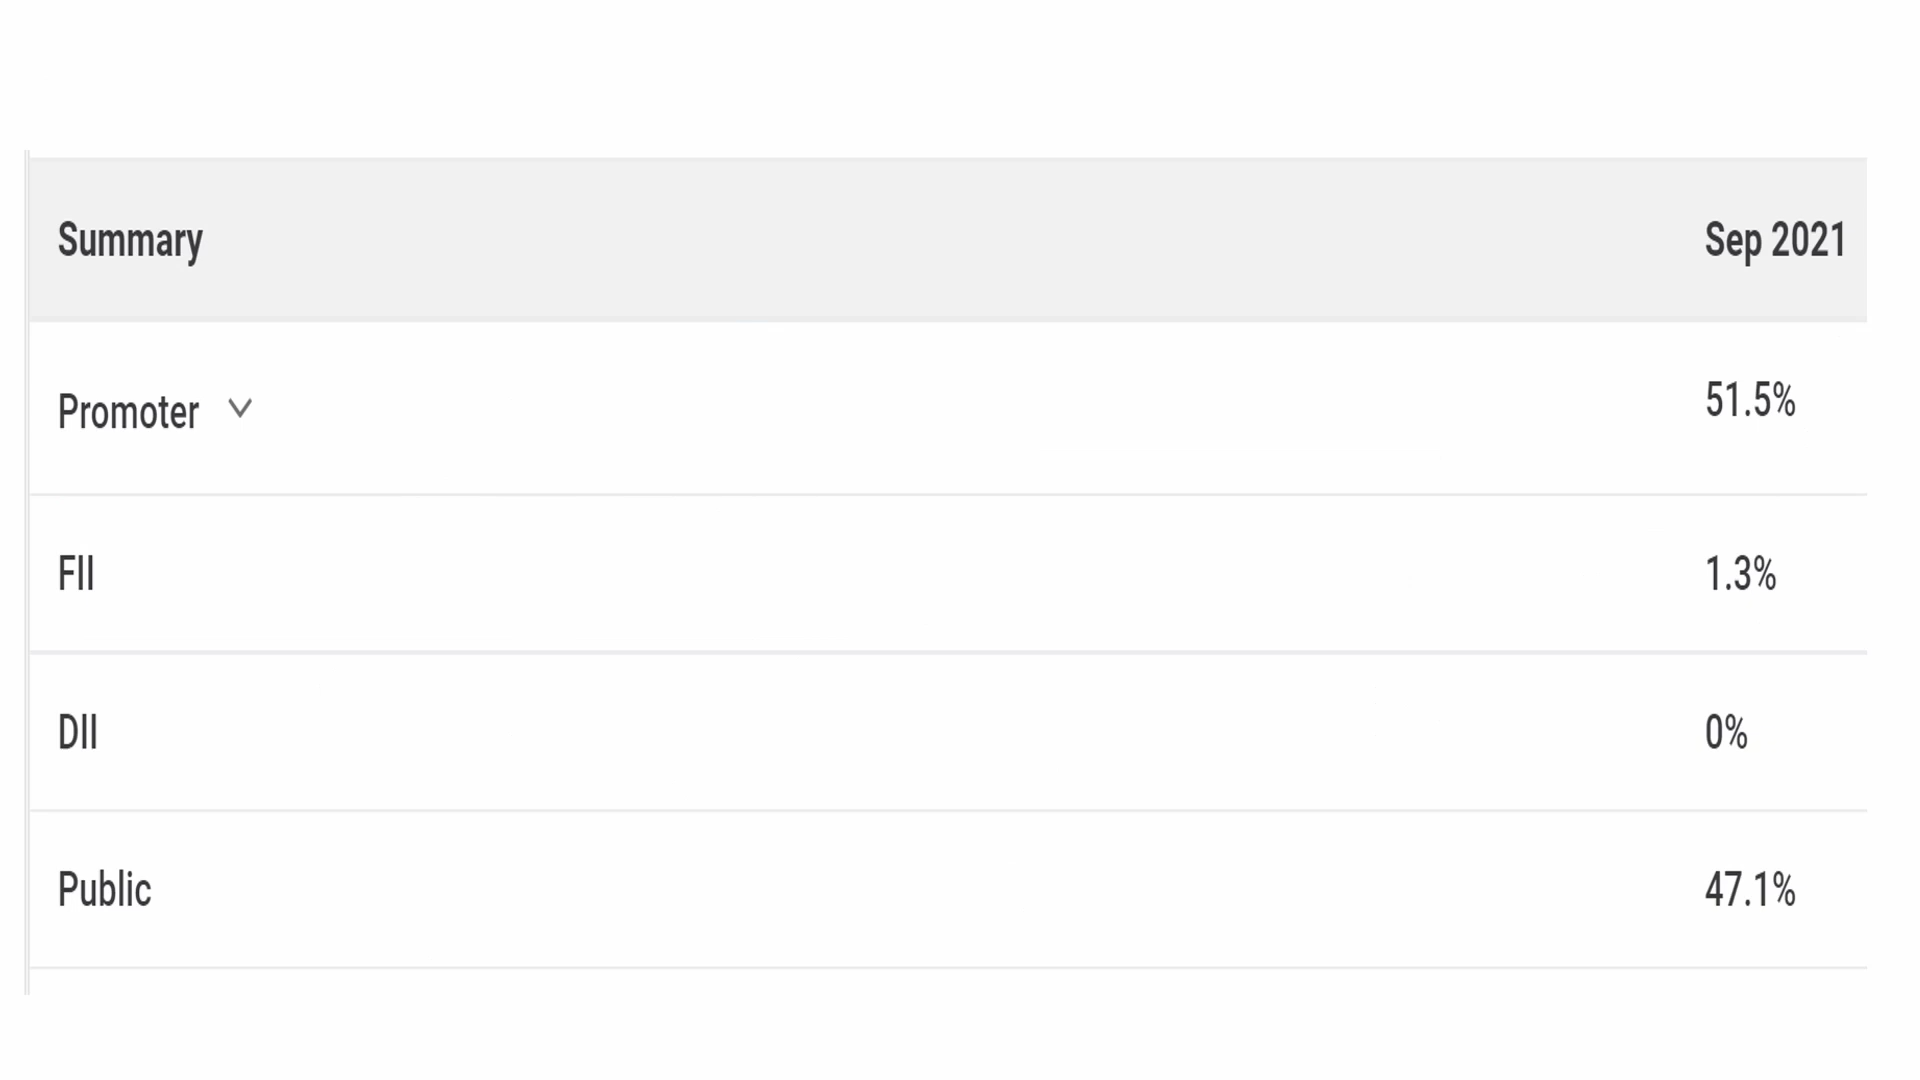 Summary Sep 2021
Promoter 51.5%
FII 1.3%
DII 0%
Public 47.1%